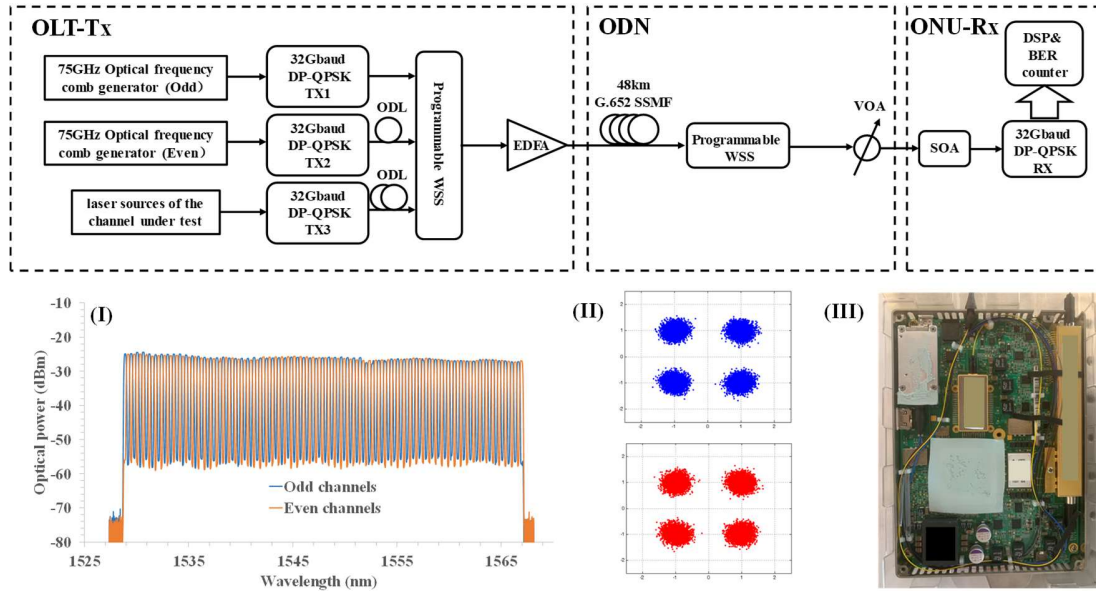 OLT-Tx
75GHz Optical frequency
comb generator (Odd)
32Gbaud
DP-QPSK
TX1
75GHz Optical frequency
comb generator (Even)
ODL
32Gbaud
DP-QPSK
TX2
laser sources of the
channel under test
ODL
32Gbaud
DP-QPSK
TX3
Programmable WSS
EDFA
ODN
48km
G.652 SSMF
Programmable
WSS
VOA
ONU-Rx
DSP&
BER
counter
SOA
32Gbaud
DP-QPSK
RX
(I)
Optical power (dBm)
-10
-20
-30
-40
-50
-60
-70
-80
Odd channels
Even channels
1525
1535
1545
1555
1565
Wavelength (nm)
(II)
2
1
0
-1
-2
-2
-1
0
1
2
2
1
0
-1
-2
-2
-1
0
1
2
(III)